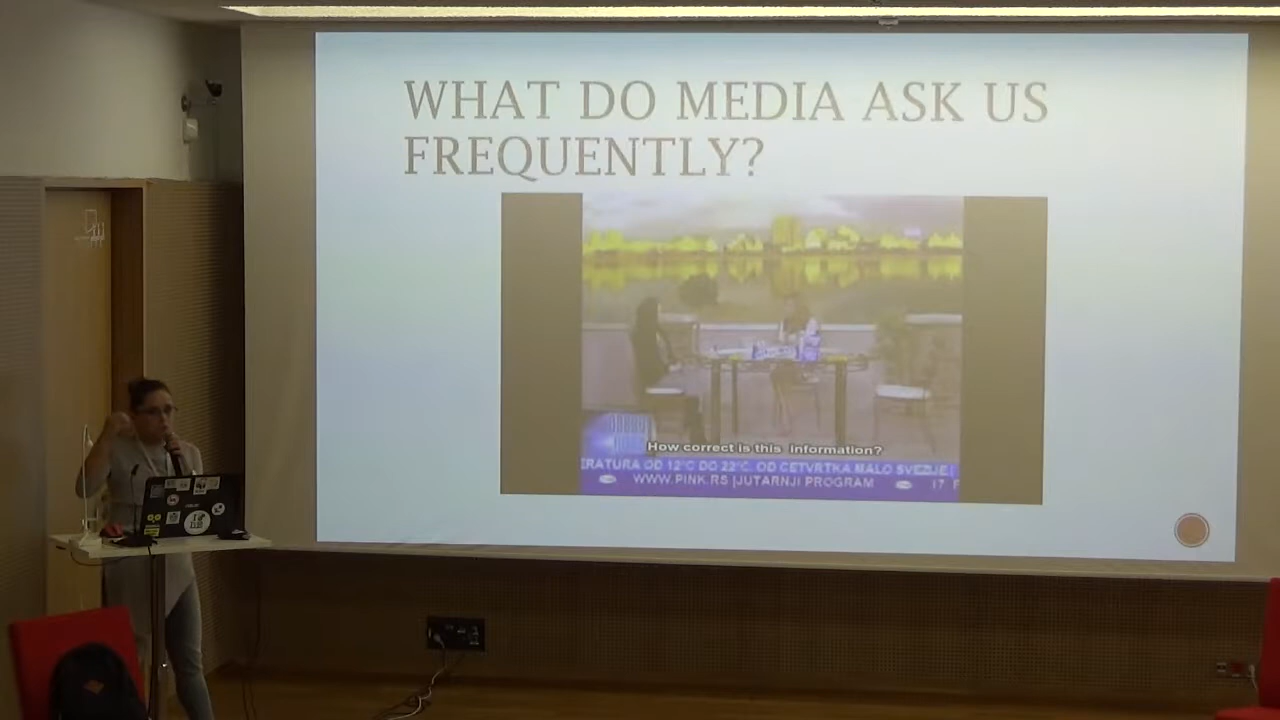 WHAT DO MEDIA ASK US
FREQUENTLY?
How correct is this information?
ERATURA OD 12°C DO 22°C. OD CETVRTKA MALO SVEZIJE I
WWW.PINK.RS |JUTARNJI PROGRAM
17 F